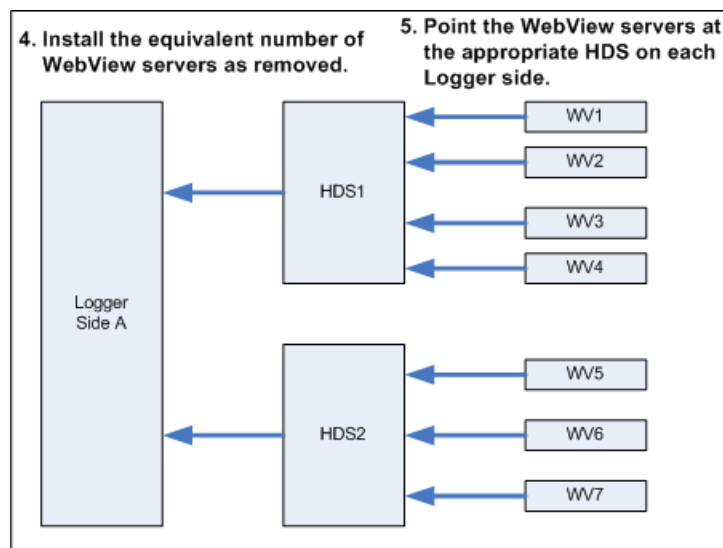 4. Install the equivalent number of
WebView servers as removed.
5. Point the WebView servers at
the appropriate HDS on each
Logger side.
Logger
Side A
HDS1
WV1
WV2
WV3
WV4
HDS2
WV5
WV6
WV7